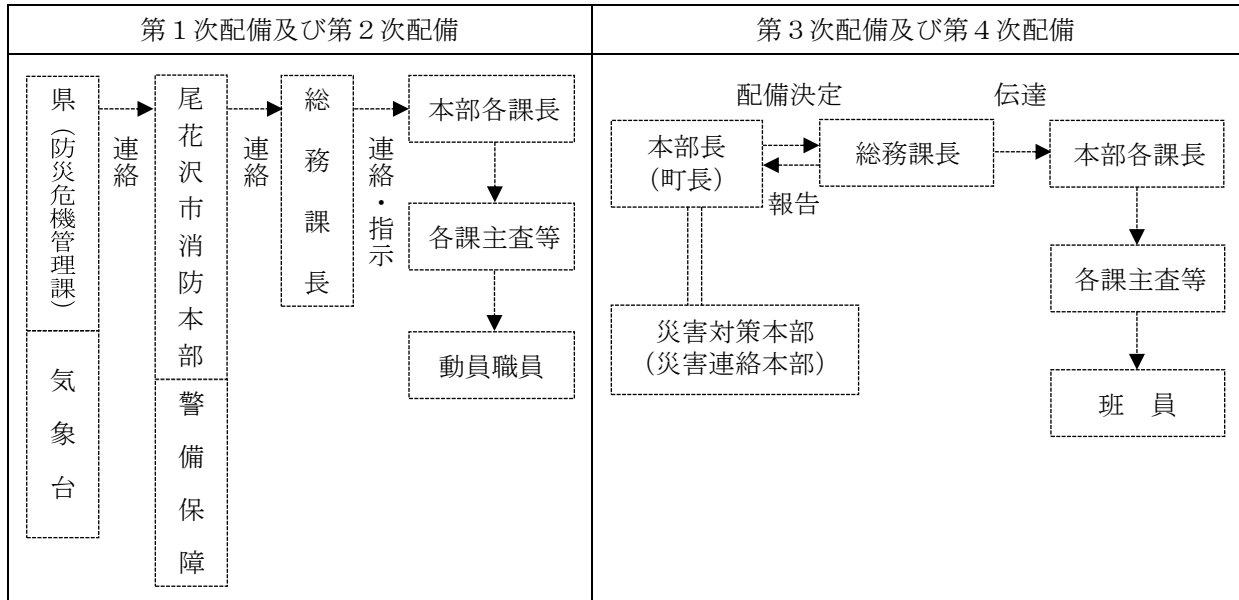 第１次配備及び第２次配備
県（防災危機管理課）
気象台
連絡
尾花沢市消防本部
警備保障
連絡
総務課長
連絡・指示
本部各課長
各課主査等
動員職員
第３次配備及び第４次配備
配備決定
伝達
本部長
（町長）
総務課長
本部各課長
報告
各課主査等
災害対策本部
（災害連絡本部）
班　員